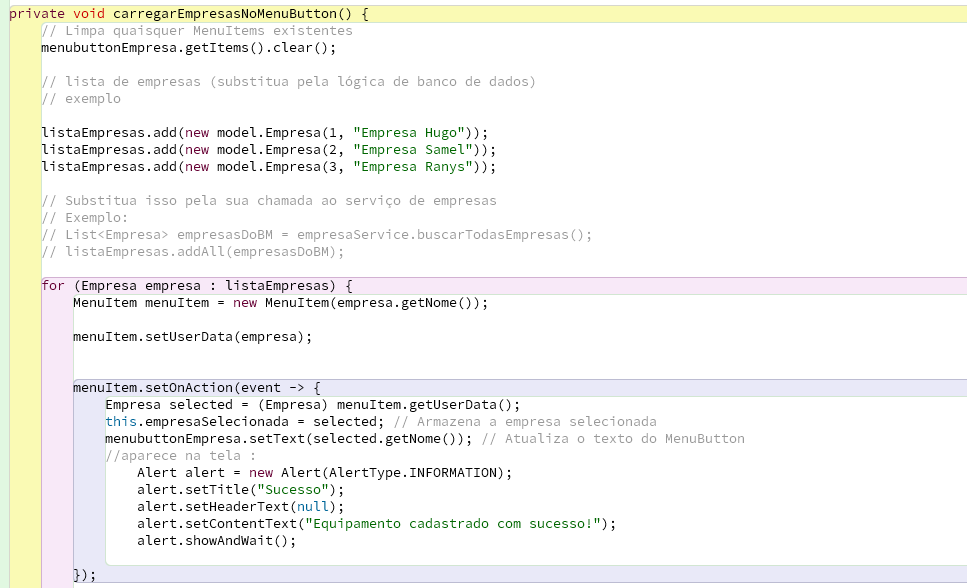 private void carregarEmpresasNoMenuButton() {
// Limpa quaisquer MenuItems existentes
menubuttonEmpresa.getItems().clear();
// lista de empresas (substitua pela lógica de banco de dados)
// exemplo
listaEmpresas.add(new model.Empresa(1, "Empresa Hugo"));
listaEmpresas.add(new model.Empresa(2, "Empresa Samel"));
listaEmpresas.add(new model.Empresa(3, "Empresa Ranys"));
// Substitua isso pela sua chamada ao serviço de empresas
// Exemplo:
// List<Empresa> empresasDoBM = empresaService.buscarTodasEmpresas();
// listaEmpresas.addAll(empresasDoBM);
for (Empresa empresa : listaEmpresas) {
MenuItem menuItem = new MenuItem(empresa.getNome());
menuItem.setUserData(empresa);
menuItem.setOnAction(event -> {
Empresa selected = (Empresa) menuItem.getUserData();
this.empresaSelecionada = selected; // Armazena a empresa selecionada
menubuttonEmpresa.setText(selected.getNome()); // Atualiza o texto do MenuButton
//aparece na tela :
Alert alert = new Alert(AlertType.INFORMATION);
alert.setTitle("Sucesso");
alert.setHeaderText(null);
alert.setContentText("Equipamento cadastrado com sucesso!");
alert.showAndWait();
});